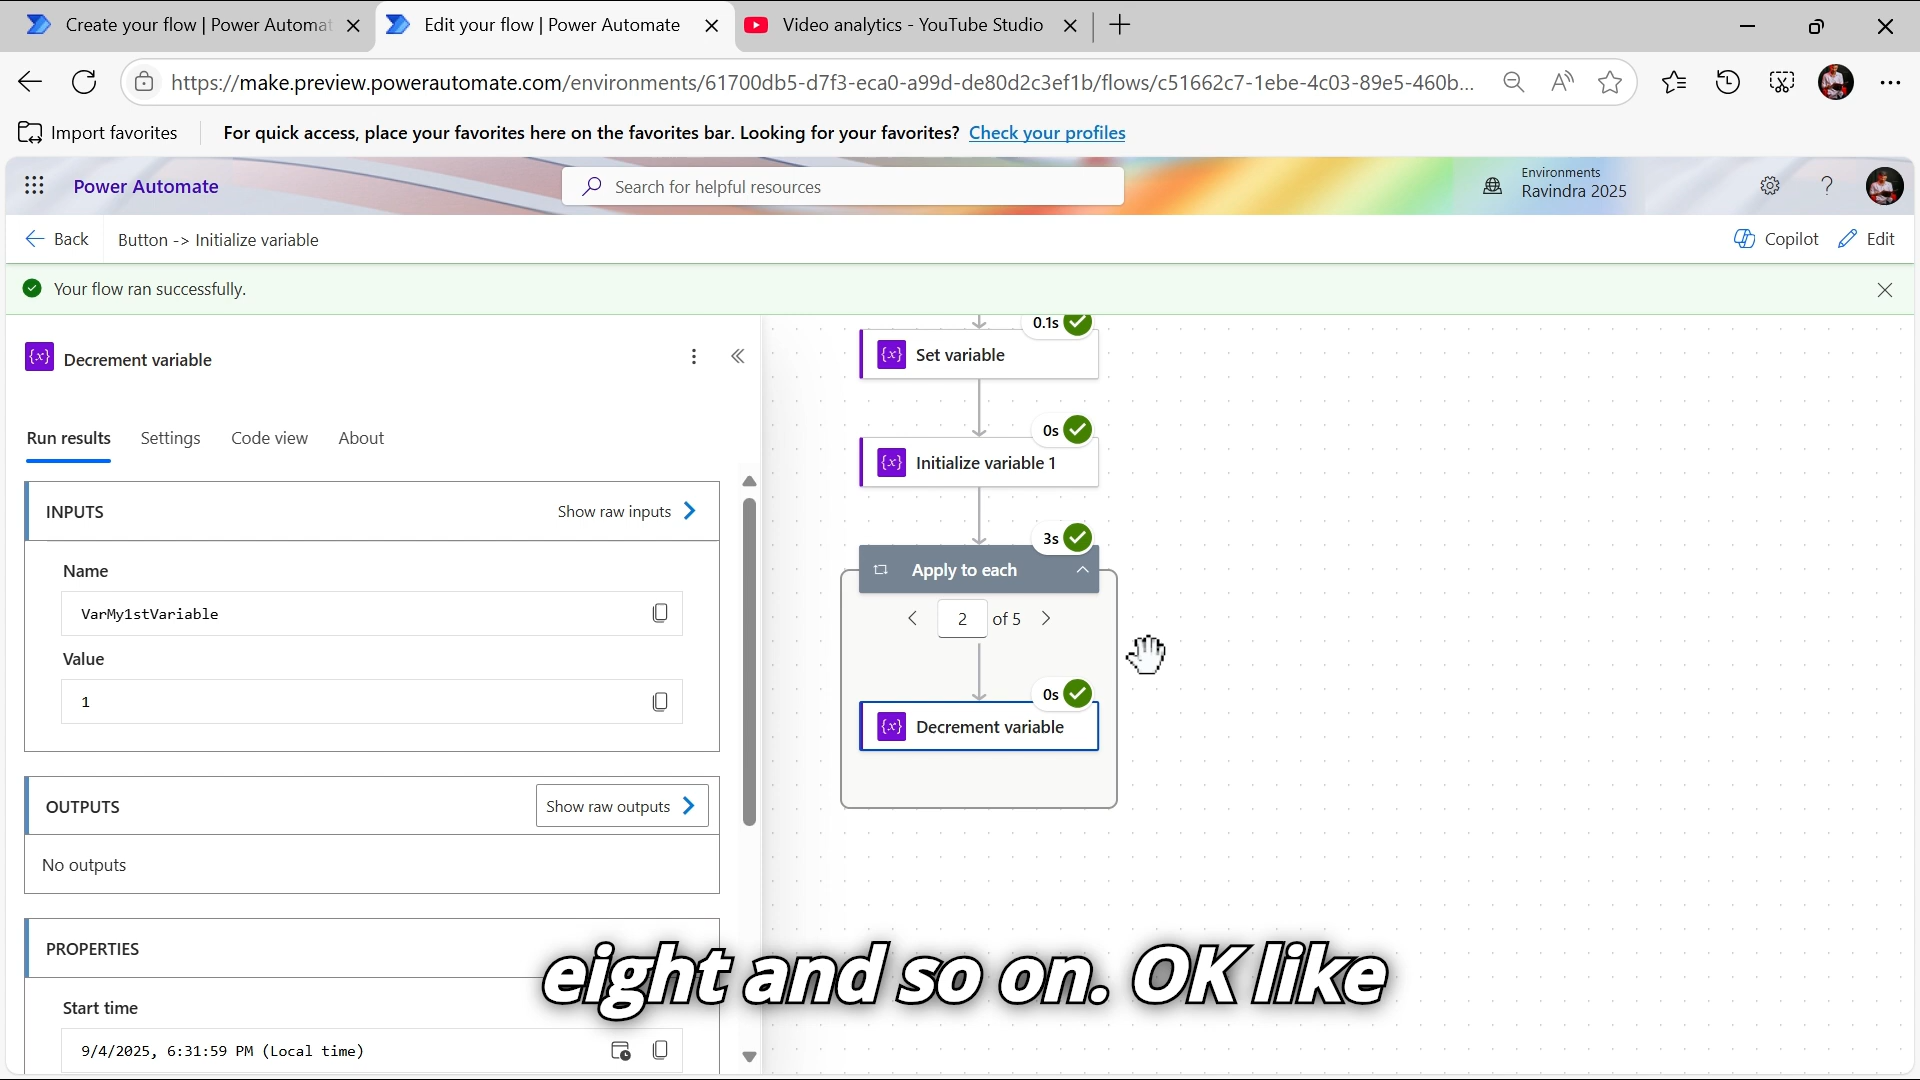 Create your flow | Power Automat
Edit your flow | Power Automate
Video analytics - YouTube Studio
https://make.preview.powerautomate.com/environments/61700db5-d7f3-eca0-a99d-de80d2c3ef1b/flows/c51662c7-1ebe-4c03-89e5-460b...
Import favorites
For quick access, place your favorites here on the favorites bar. Looking for your favorites? Check your profiles
Power Automate
Search for helpful resources
Environments
Ravindra 2025
Back
Button -> Initialize variable
Copilot
Edit
Your flow ran successfully.
Decrement variable
Run results
Settings
Code view
About
INPUTS
Show raw inputs
Name
VarMy1stVariable
Value
1
OUTPUTS
Show raw outputs
No outputs
PROPERTIES
Start time
9/4/2025, 6:31:59 PM (Local time)
0.1s
{x} Set variable
0s
{x} Initialize variable 1
3s
Apply to each
2 of 5
0s
{x} Decrement variable
eight and so on. OK like